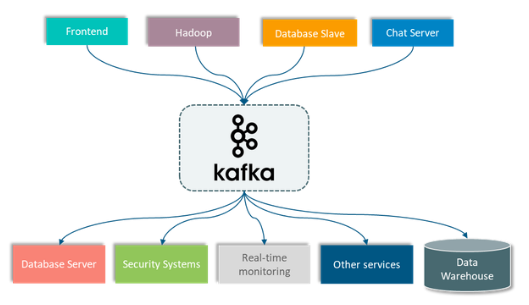 Frontend
Hadoop
Database Slave
Chat Server
kafka
Database Server
Security Systems
Real-time
monitoring
Other services
Data
Warehouse